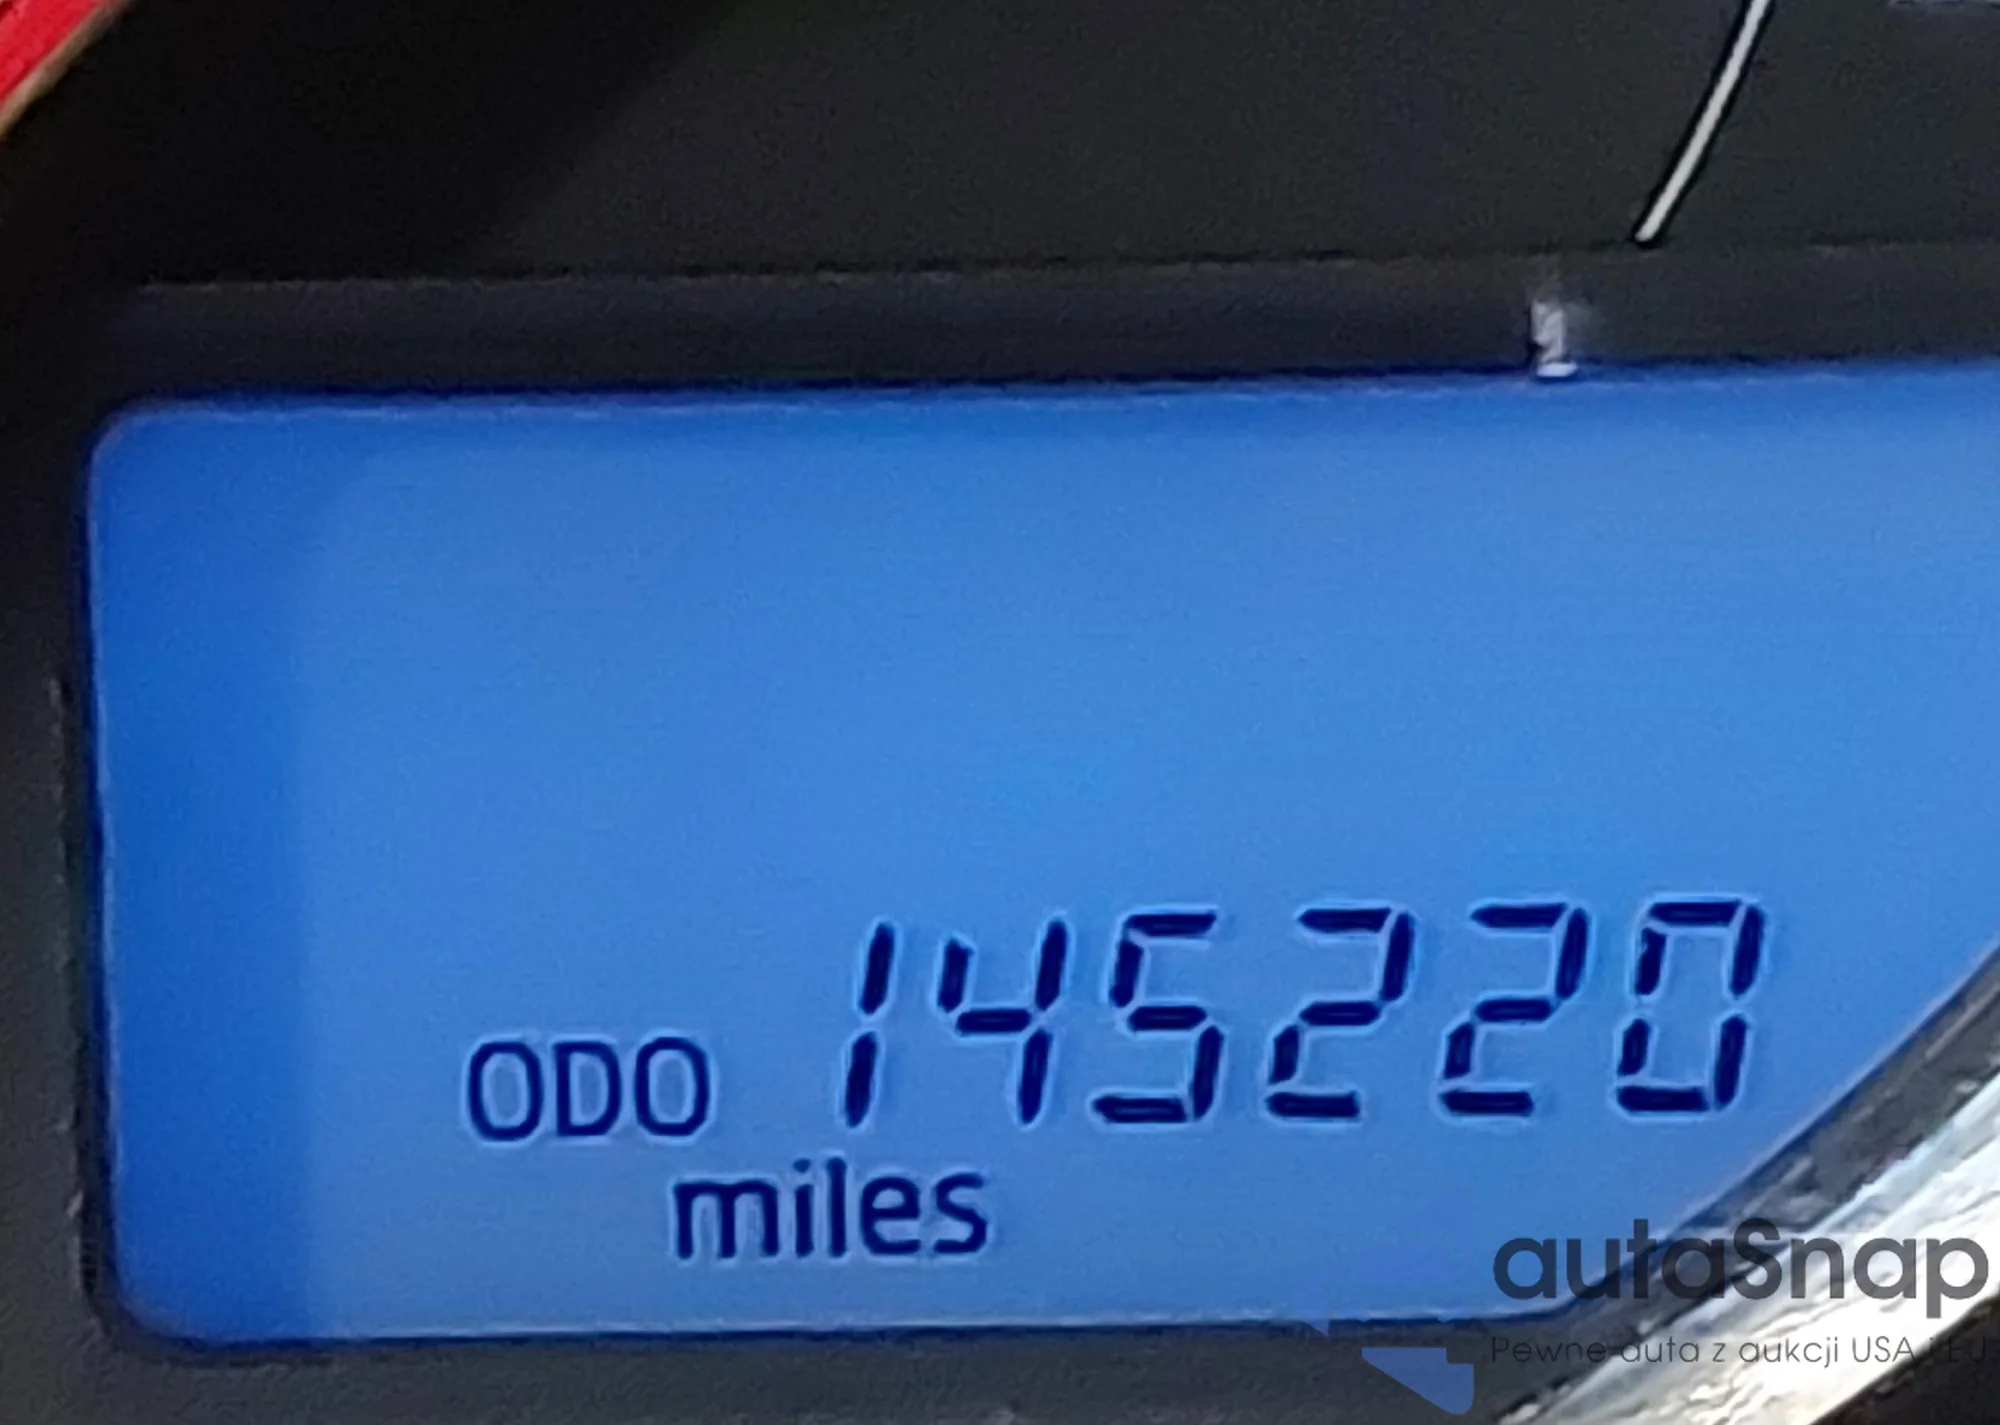 ODO 145220
miles
autaSnap
Pewne auta z aukcji USA i EU